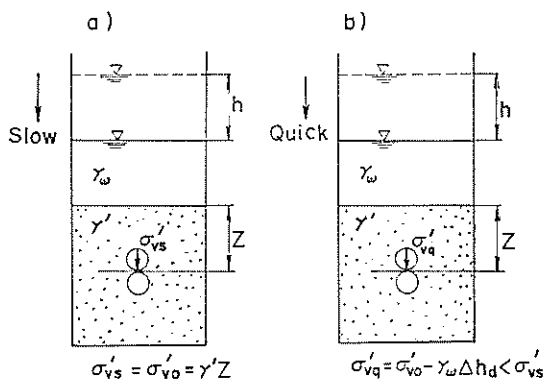 a)
h
Slow
γω
γ'
σ'vs
Z
σ'vs = σ'vo = γ'Z
b)
h
Quick
γω
γ'
σ'vq
Z
σ'vq = σ'vo - γω Δhd < σ'vs